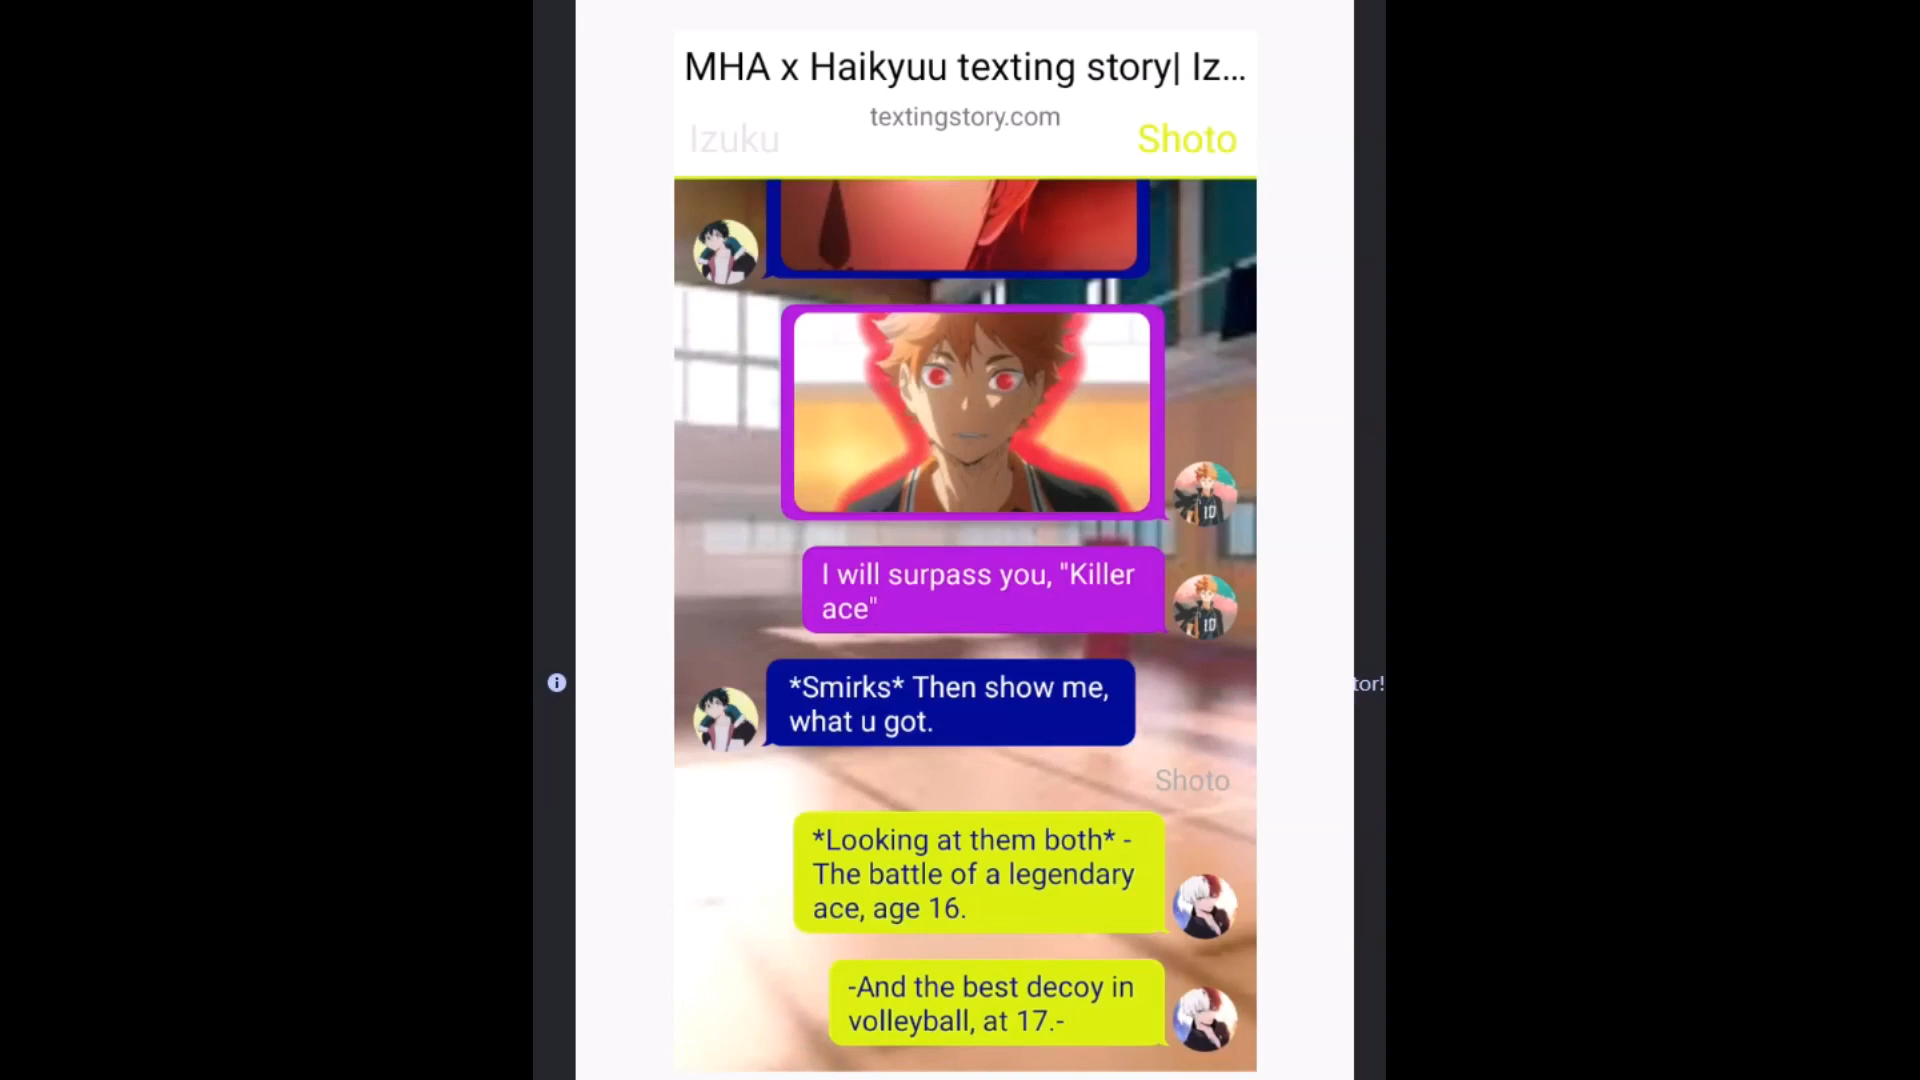 MHA x Haikyuu texting story| Iz...
textingstory.com
Izuku
Shoto
I will surpass you, "Killer
ace"
*Smirks* Then show me,
what u got.
Shoto
*Looking at them both* -
The battle of a legendary
ace, age 16.
-And the best decoy in
volleyball, at 17.-
tor!
10
10